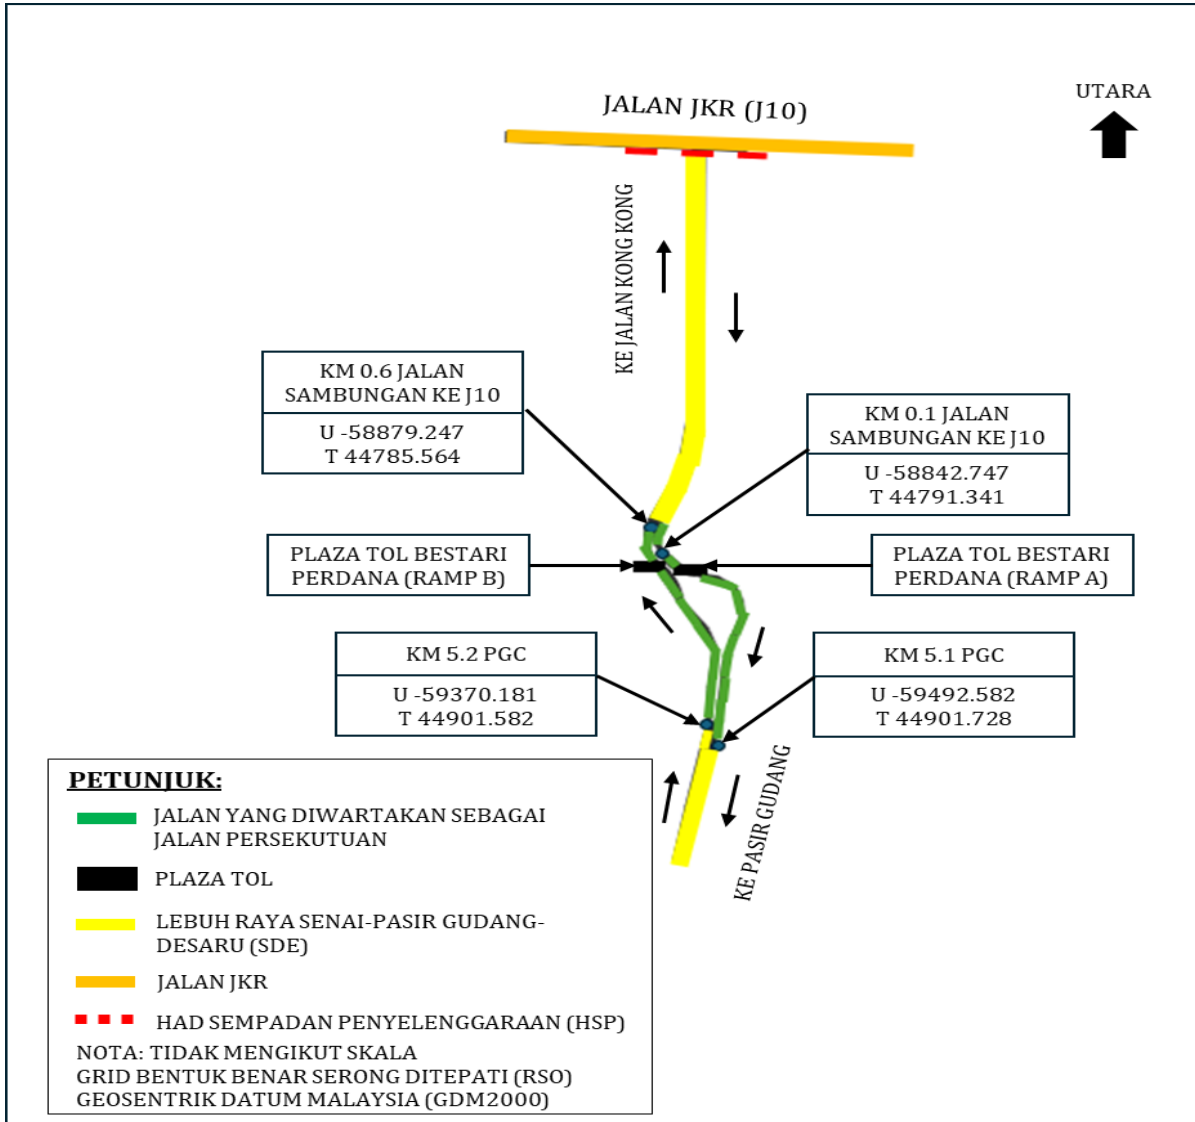 UTARA
JALAN JKR (J10)
KE JALAN KONG KONG
KM 0.6 JALAN
SAMBUNGAN KE J10
U -58879.247
T 44785.564
KM 0.1 JALAN
SAMBUNGAN KE J10
U -58842.747
T 44791.341
PLAZA TOL BESTARI
PERDANA (RAMP B)
PLAZA TOL BESTARI
PERDANA (RAMP A)
KM 5.2 PGC
U -59370.181
T 44901.582
KM 5.1 PGC
U -59492.582
T 44901.728
KE PASIR GUDANG
PETUNJUK:
JALAN YANG DIWARTAKAN SEBAGAI
JALAN PERSEKUTUAN
PLAZA TOL
LEBUH RAYA SENAI-PASIR GUDANG-
DESARU (SDE)
JALAN JKR
HAD SEMPADAN PENYELENGGARAAN (HSP)
NOTA: TIDAK MENGIKUT SKALA
GRID BENTUK BENAR SERONG DITEPATI (RSO)
GEOSENTRIK DATUM MALAYSIA (GDM2000)